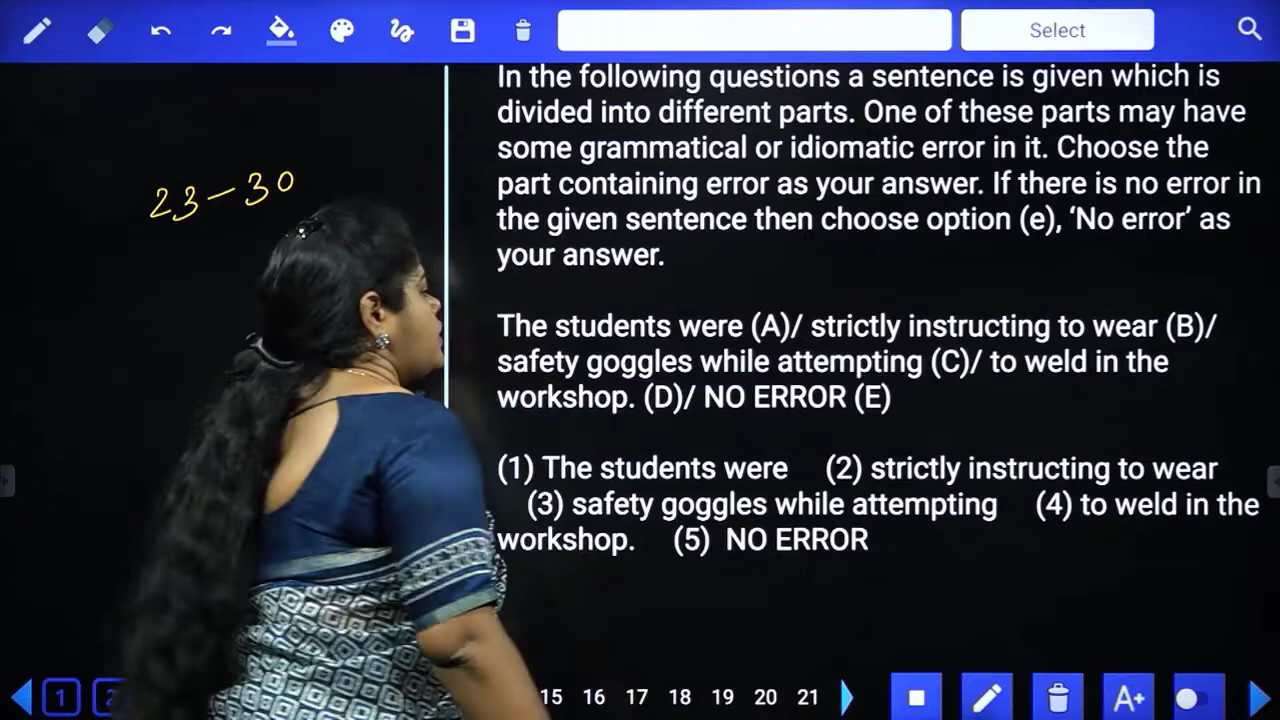 Select
In the following questions a sentence is given which is
divided into different parts. One of these parts may have
some grammatical or idiomatic error in it. Choose the
part containing error as your answer. If there is no error in
the given sentence then choose option (e), ‘No error’ as
your answer.
23-30
The students were (A)/ strictly instructing to wear (B)/
safety goggles while attempting (C)/ to weld in the
workshop. (D)/ NO ERROR (E)
(1) The students were (2) strictly instructing to wear
(3) safety goggles while attempting (4) to weld in the
workshop. (5) NO ERROR
1 2 15 16 17 18 19 20 21 A+